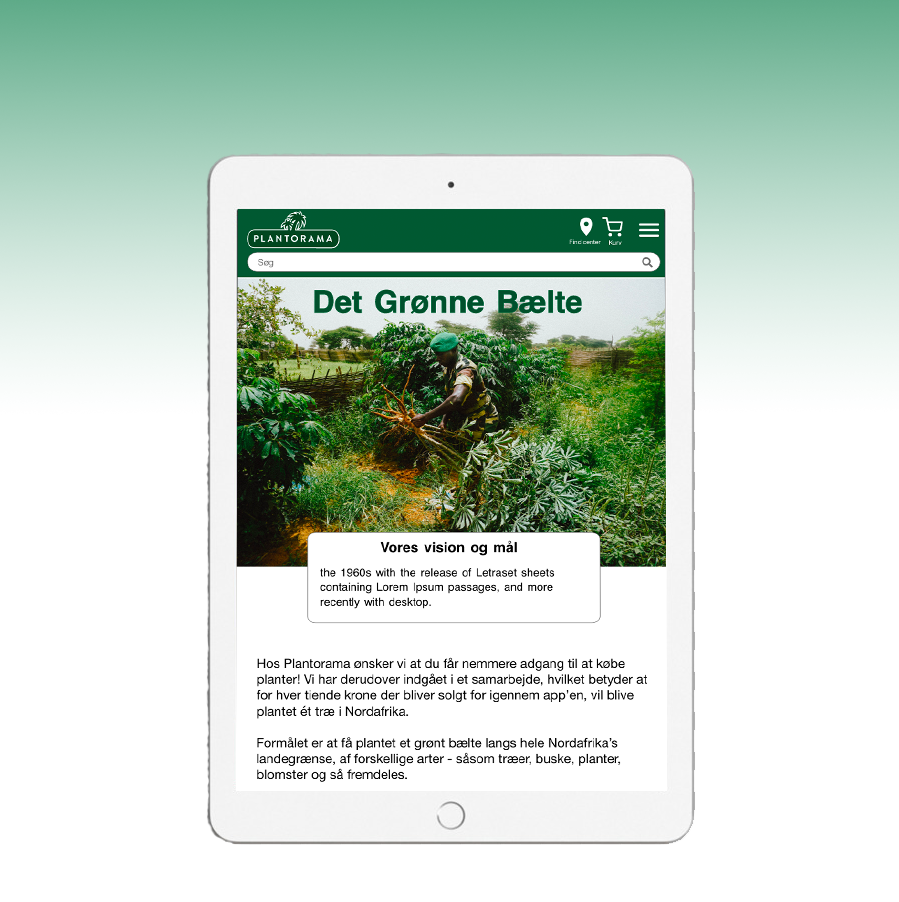 PLANTORAMA
Find center
Kurv
Søg
Det Grønne Bælte
Vores vision og mål
the 1960s with the release of Letraset sheets
containing Lorem Ipsum passages, and more
recently with desktop.
Hos Plantorama ønsker vi at du får nemmere adgang til at købe
planter! Vi har derudover indgået i et samarbejde, hvilket betyder at
for hver tiende krone der bliver solgt for igennem app’en, vil blive
plantet ét træ i Nordafrika.
Formålet er at få plantet et grønt bælte langs hele Nordafrika’s
landegrænse, af forskellige arter - såsom træer, buske, planter,
blomster og så fremdeles.